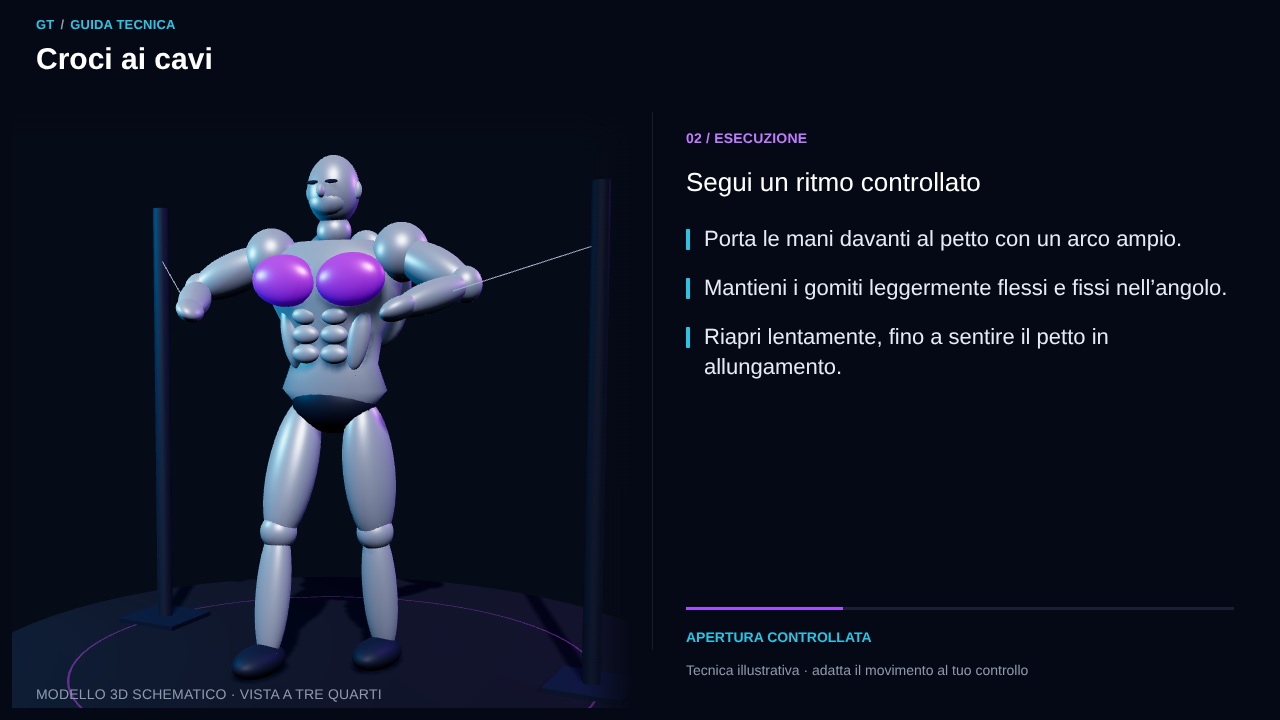 GT / GUIDA TECNICA
Croci ai cavi
02 / ESECUZIONE
Segui un ritmo controllato
Porta le mani davanti al petto con un arco ampio.
Mantieni i gomiti leggermente flessi e fissi nell’angolo.
Riapri lentamente, fino a sentire il petto in
allungamento.
APERTURA CONTROLLATA
Tecnica illustrativa · adatta il movimento al tuo controllo
MODELLO 3D SCHEMATICO · VISTA A TRE QUARTI